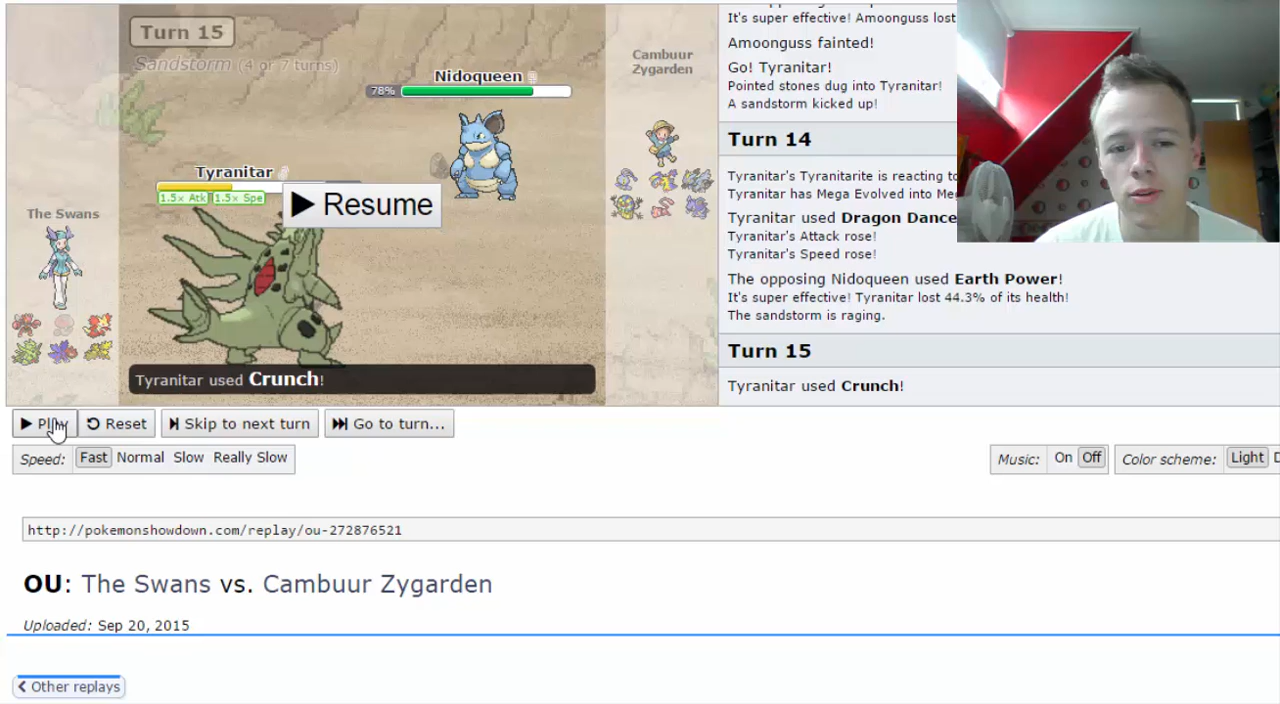 Turn 15
Sandstorm (4 or 7 turns)
Nidoqueen
78%
Tyranitar
1.5× Atk 1.5× Spe
Resume
The Swans
Cambuur
Zygarden
Tyranitar used Crunch!
It's super effective! Amoonguss lost
Amoonguss fainted!
Go! Tyranitar!
Pointed stones dug into Tyranitar!
A sandstorm kicked up!
Turn 14
Tyranitar's Tyranitarite is reacting to
Tyranitar has Mega Evolved into Me
Tyranitar used Dragon Dance
Tyranitar's Attack rose!
Tyranitar's Speed rose!
The opposing Nidoqueen used Earth Power!
It's super effective! Tyranitar lost 44.3% of its health!
The sandstorm is raging.
Turn 15
Tyranitar used Crunch!
Play Reset Skip to next turn Go to turn...
Speed: Fast Normal Slow Really Slow
Music: On Off Color scheme: Light D
http://pokemonshowdown.com/replay/ou-272876521
OU: The Swans vs. Cambuur Zygarden
Uploaded: Sep 20, 2015
Other replays